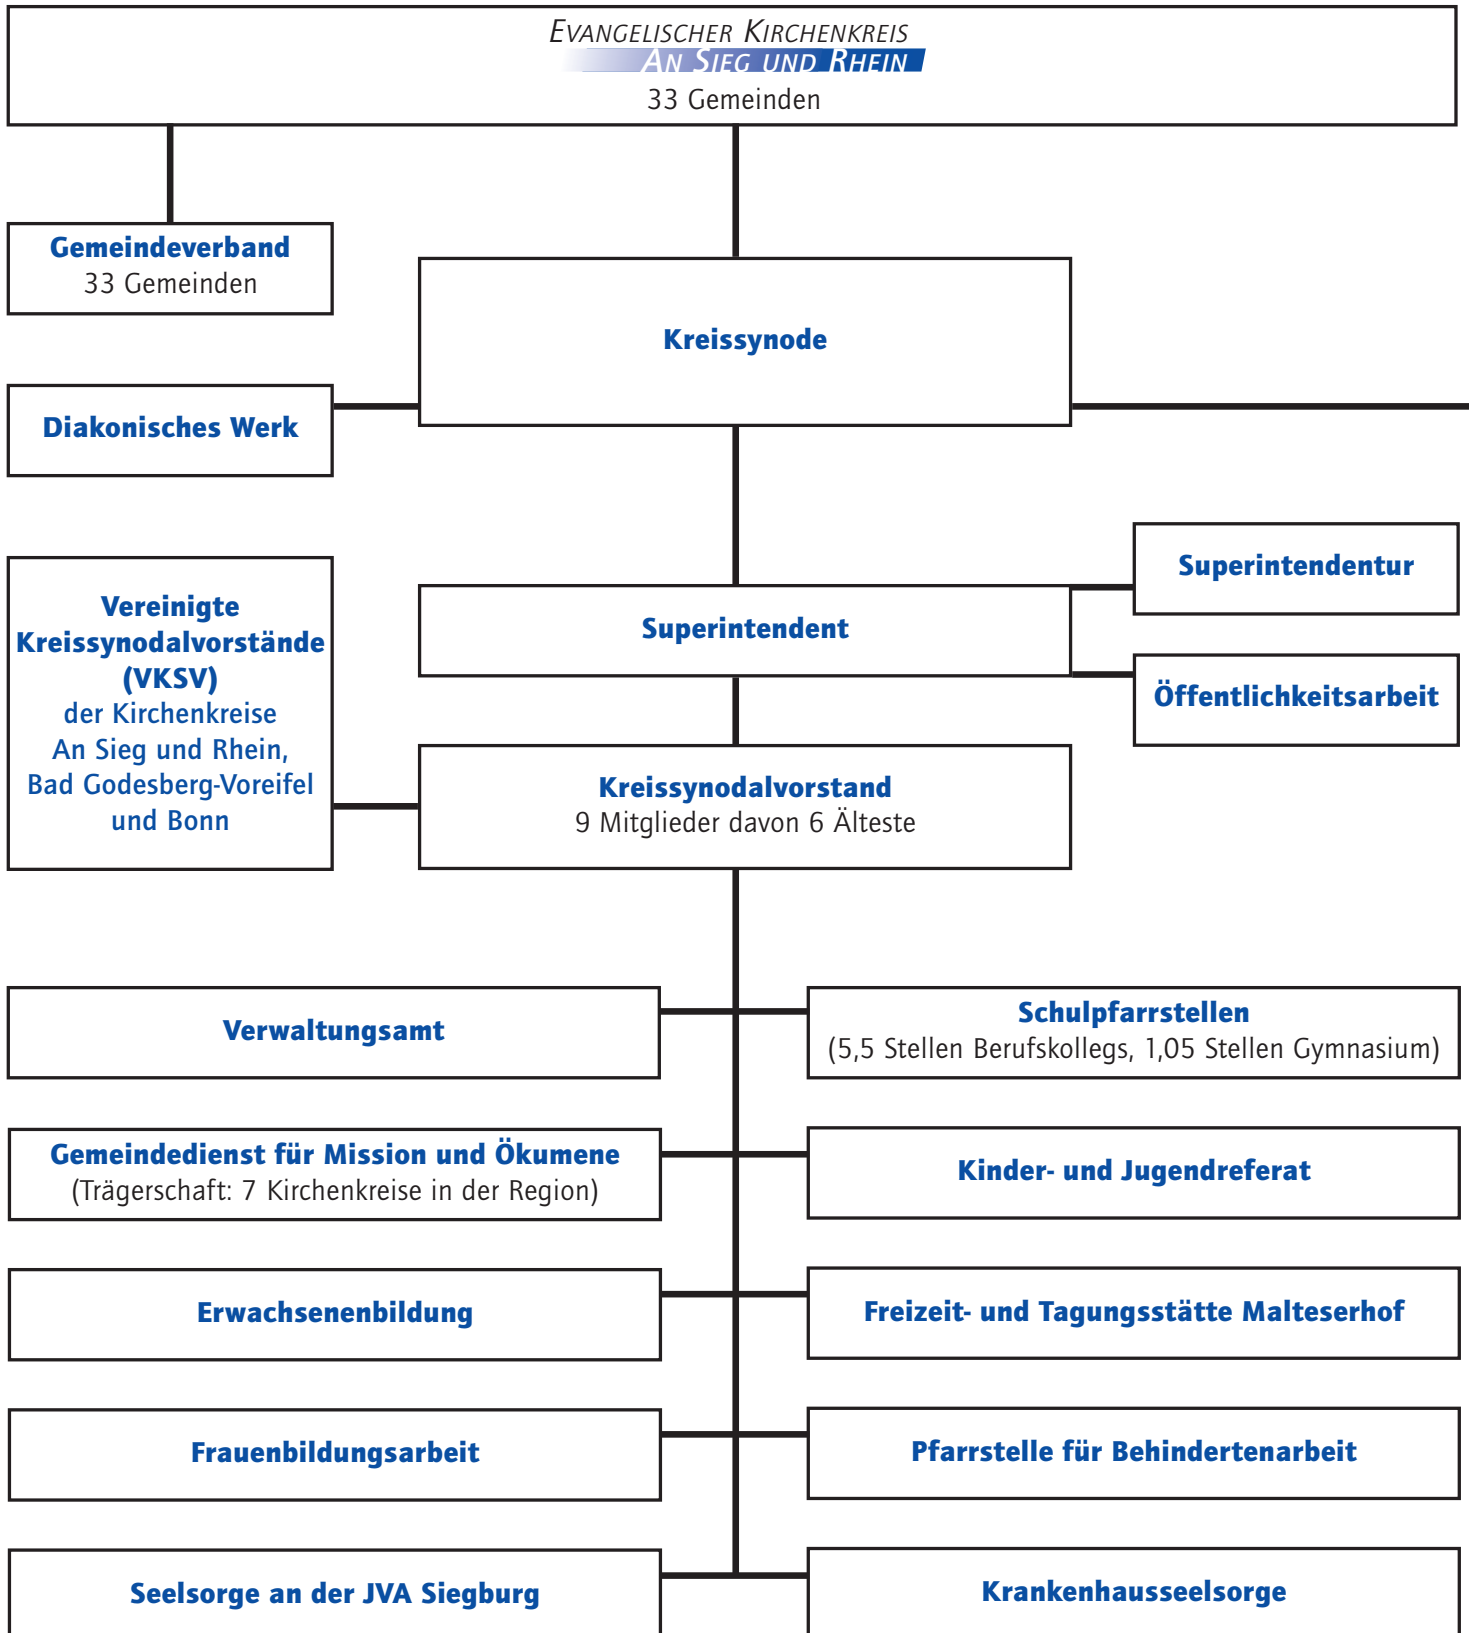 EVANGELISCHER KIRCHENKREIS
AN SIEG UND RHEIN
33 Gemeinden
Gemeindeverband
33 Gemeinden
Kreissynode
Diakonisches Werk
Superintendentur
Vereinigte
Kreissynodalvorstände
(VKSV)
der Kirchenkreise
An Sieg und Rhein,
Bad Godesberg-Voreifel
und Bonn
Superintendent
Öffentlichkeitsarbeit
Kreissynodalvorstand
9 Mitglieder davon 6 Älteste
Verwaltungsamt
Schulpfarrstellen
(5,5 Stellen Berufskollegs, 1,05 Stellen Gymnasium)
Gemeindedienst für Mission und Ökumene
(Trägerschaft: 7 Kirchenkreise in der Region)
Kinder- und Jugendreferat
Erwachsenenbildung
Freizeit- und Tagungsstätte Malteserhof
Frauenbildungsarbeit
Pfarrstelle für Behindertenarbeit
Seelsorge an der JVA Siegburg
Krankenhausseelsorge